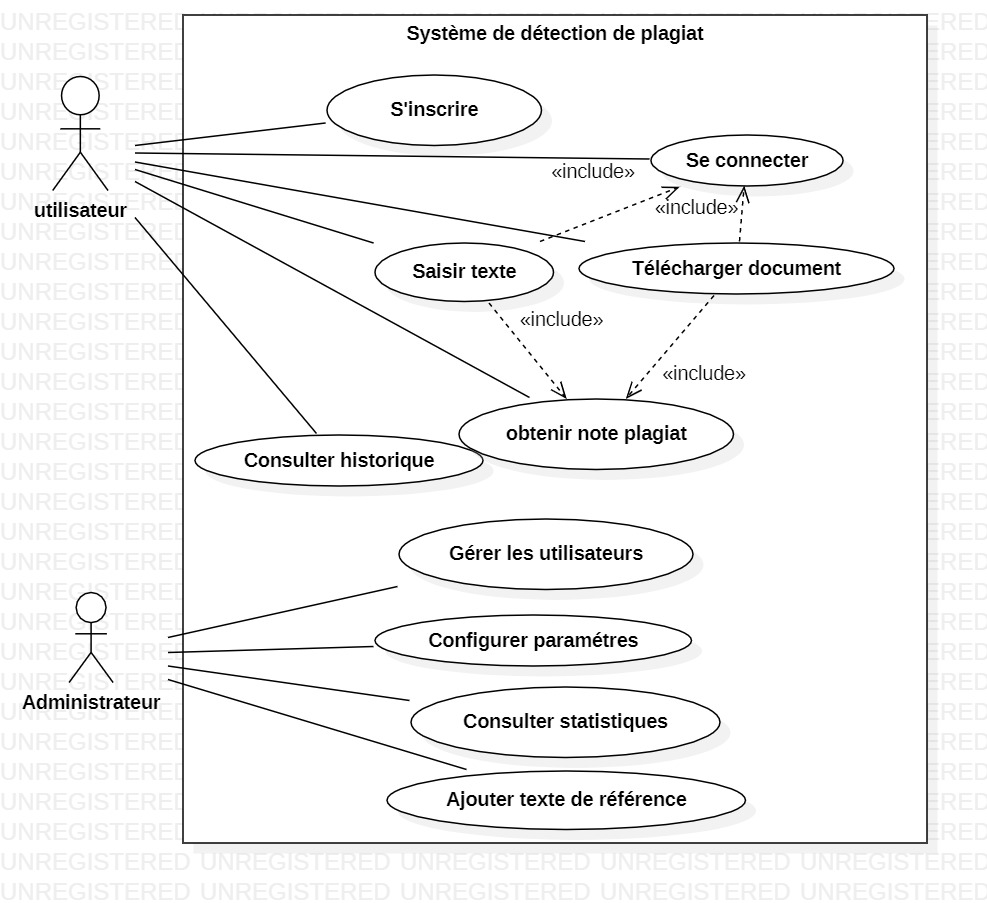 Système de détection de plagiat
S'inscrire
Se connecter
«include»
«include»
utilisateur
Saisir texte
Télécharger document
«include»
«include»
obtenir note plagiat
Consulter historique
Gérer les utilisateurs
Configurer paramétres
Administrateur
Consulter statistiques
Ajouter texte de référence
UNREGISTERED UNREGISTERED UNREGISTERED UNREGISTERED UNREGISTERED
UNREGISTERED UNREGISTERED UNREGISTERED UNREGISTERED UNREGISTERED